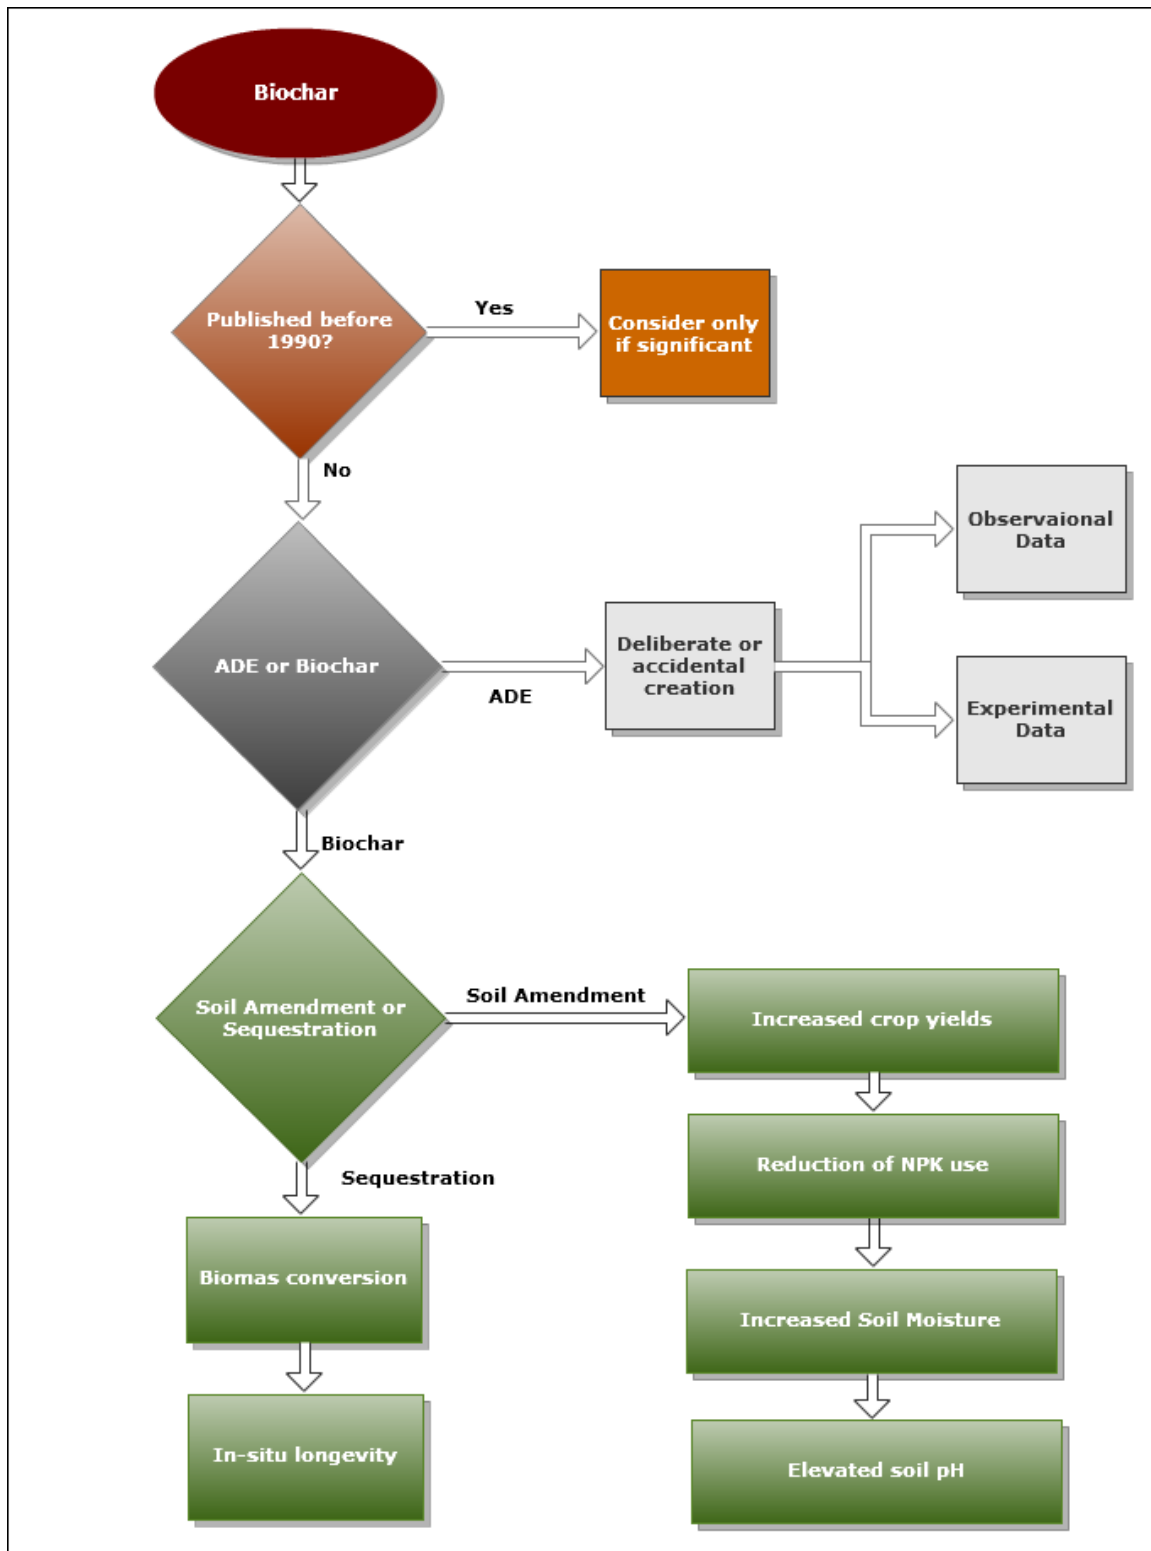 Biochar
Published before
1990?
Yes
Consider only
if significant
No
ADE or Biochar
ADE
Deliberate or
accidental
creation
Observaional
Data
Experimental
Data
Biochar
Soil Amendment or
Sequestration
Soil Amendment
Increased crop yields
Reduction of NPK use
Increased Soil Moisture
Elevated soil pH
Sequestration
Biomas conversion
In-situ longevity